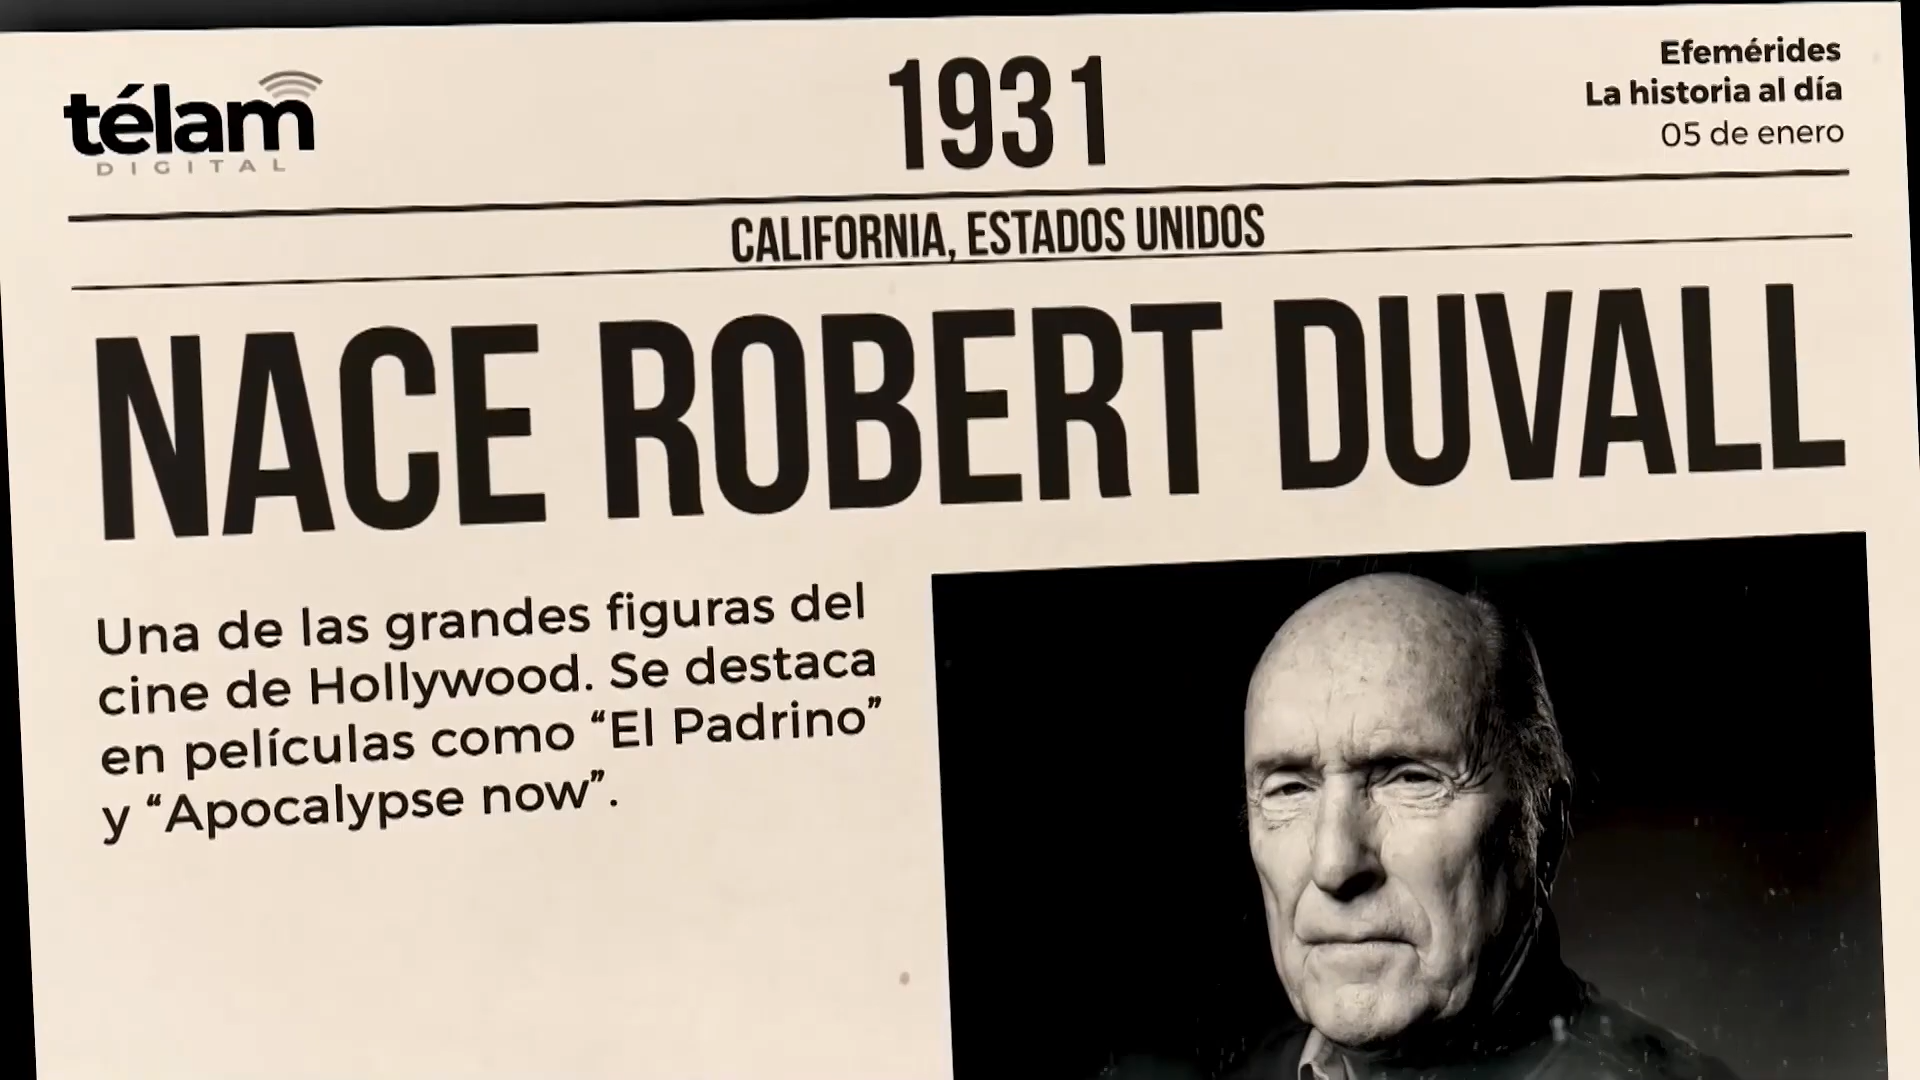 télam
DIGITAL
1931
Efemérides
La historia al día
05 de enero
CALIFORNIA, ESTADOS UNIDOS
NACE ROBERT DUVALL
Una de las grandes figuras del
cine de Hollywood. Se destaca
en películas como “El Padrino”
y “Apocalypse now”.